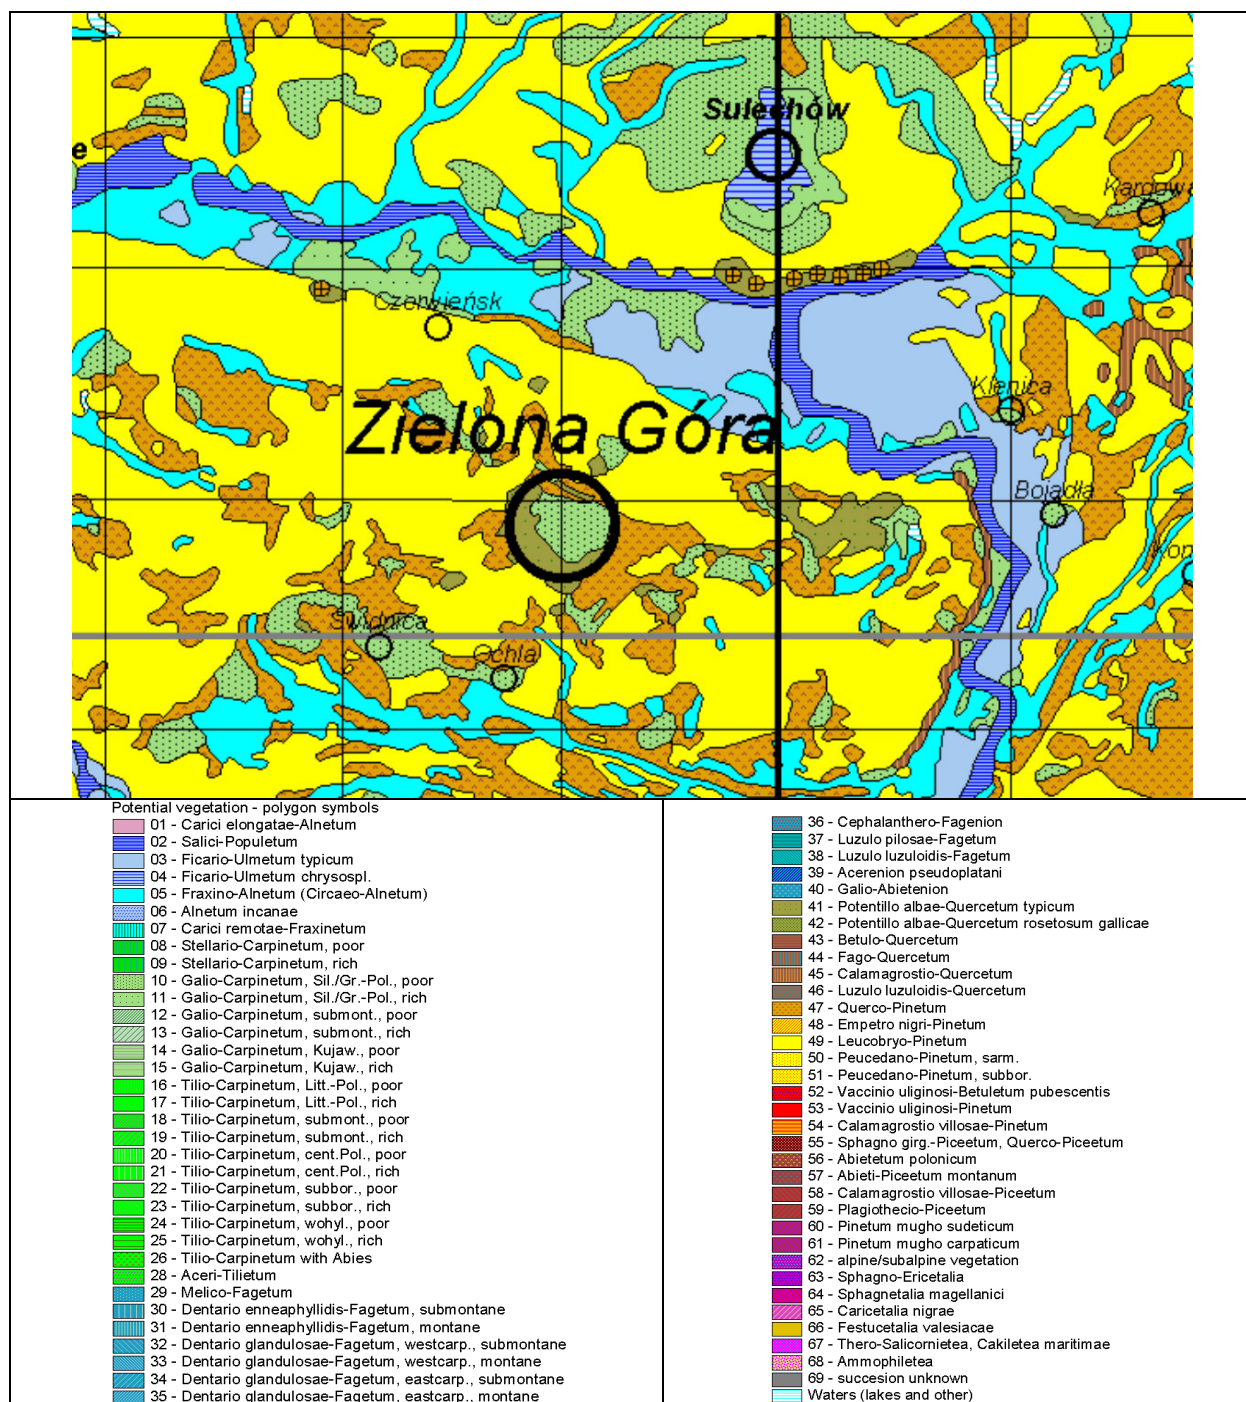 Sulechów
e
Kargowa
Czerwieńsk
Klenica
Zielona Góra
Bojadła
Kon
Świdnica
Ochla
Potential vegetation - polygon symbols
01 - Carici elongatae-Alnetum
02 - Salici-Populetum
03 - Ficario-Ulmetum typicum
04 - Ficario-Ulmetum chrysospl.
05 - Fraxino-Alnetum (Circaeo-Alnetum)
06 - Alnetum incanae
07 - Carici remotae-Fraxinetum
08 - Stellario-Carpinetum, poor
09 - Stellario-Carpinetum, rich
10 - Galio-Carpinetum, Sil./Gr.-Pol., poor
11 - Galio-Carpinetum, Sil./Gr.-Pol., rich
12 - Galio-Carpinetum, submont., poor
13 - Galio-Carpinetum, submont., rich
14 - Galio-Carpinetum, Kujaw., poor
15 - Galio-Carpinetum, Kujaw., rich
16 - Tilio-Carpinetum, Litt.-Pol., poor
17 - Tilio-Carpinetum, Litt.-Pol., rich
18 - Tilio-Carpinetum, submont., poor
19 - Tilio-Carpinetum, submont., rich
20 - Tilio-Carpinetum, cent.Pol., poor
21 - Tilio-Carpinetum, cent.Pol., rich
22 - Tilio-Carpinetum, subbor., poor
23 - Tilio-Carpinetum, subbor., rich
24 - Tilio-Carpinetum, wohyl., poor
25 - Tilio-Carpinetum, wohyl., rich
26 - Tilio-Carpinetum with Abies
28 - Aceri-Tilietum
29 - Melico-Fagetum
30 - Dentario enneaphyllidis-Fagetum, submontane
31 - Dentario enneaphyllidis-Fagetum, montane
32 - Dentario glandulosae-Fagetum, westcarp., submontane
33 - Dentario glandulosae-Fagetum, westcarp., montane
34 - Dentario glandulosae-Fagetum, eastcarp., submontane
35 - Dentario glandulosae-Fagetum, eastcarp., montane
36 - Cephalanthero-Fagenion
37 - Luzulo pilosae-Fagetum
38 - Luzulo luzuloidis-Fagetum
39 - Acerenion pseudoplatani
40 - Galio-Abietenion
41 - Potentillo albae-Quercetum typicum
42 - Potentillo albae-Quercetum rosetosum gallicae
43 - Betulo-Quercetum
44 - Fago-Quercetum
45 - Calamagrostio-Quercetum
46 - Luzulo luzuloidis-Quercetum
47 - Querco-Pinetum
48 - Empetro nigri-Pinetum
49 - Leucobryo-Pinetum
50 - Peucedano-Pinetum, sarm.
51 - Peucedano-Pinetum, subbor.
52 - Vaccinio uliginosi-Betuletum pubescentis
53 - Vaccinio uliginosi-Pinetum
54 - Calamagrostio villosae-Pinetum
55 - Sphagno girg.-Piceetum, Querco-Piceetum
56 - Abietetum polonicum
57 - Abieti-Piceetum montanum
58 - Calamagrostio villosae-Piceetum
59 - Plagiothecio-Piceetum
60 - Pinetum mugho sudeticum
61 - Pinetum mugho carpaticum
62 - alpine/subalpine vegetation
63 - Sphagno-Ericetalia
64 - Sphagnetalia magellanici
65 - Caricetalia nigrae
66 - Festucetalia valesiacae
67 - Thero-Salicornietea, Cakiletea maritimae
68 - Ammophiletea
69 - succesion unknown
Waters (lakes and other)